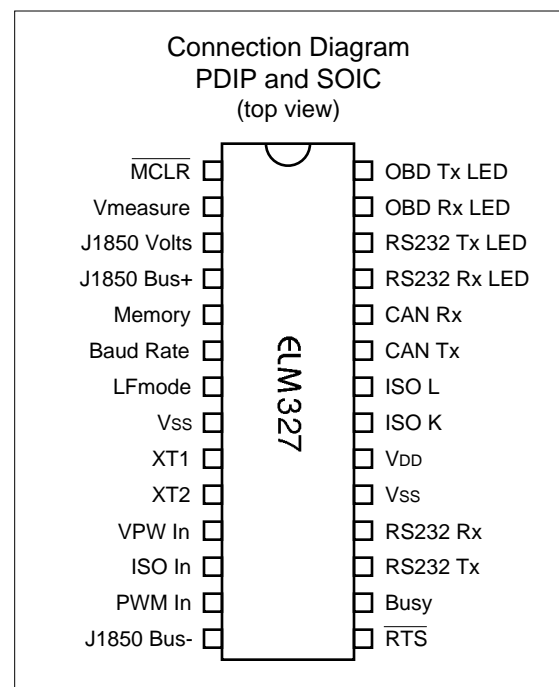 Connection Diagram
PDIP and SOIC
(top view)
MCLR OBD Tx LED
Vmeasure OBD Rx LED
J1850 Volts RS232 Tx LED
J1850 Bus+ RS232 Rx LED
Memory CAN Rx
Baud Rate CAN Tx
LFmode ISO L
Vss ISO K
XT1 VDD
XT2 Vss
VPW In RS232 Rx
ISO In RS232 Tx
PWM In Busy
J1850 Bus- RTS
ELM327